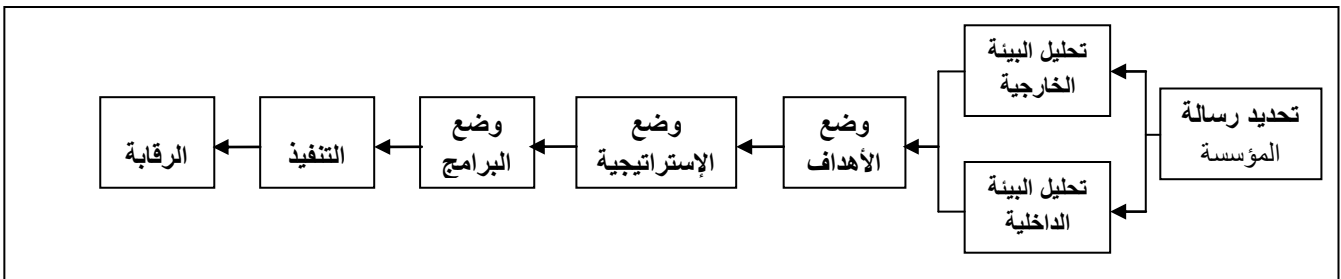 تحديد رسالة
المؤسسة
تحليل البيئة
الخارجية
تحليل البيئة
الداخلية
وضع
الأهداف
وضع
الإستراتيجية
وضع
البرامج
التنفيذ
الرقابة